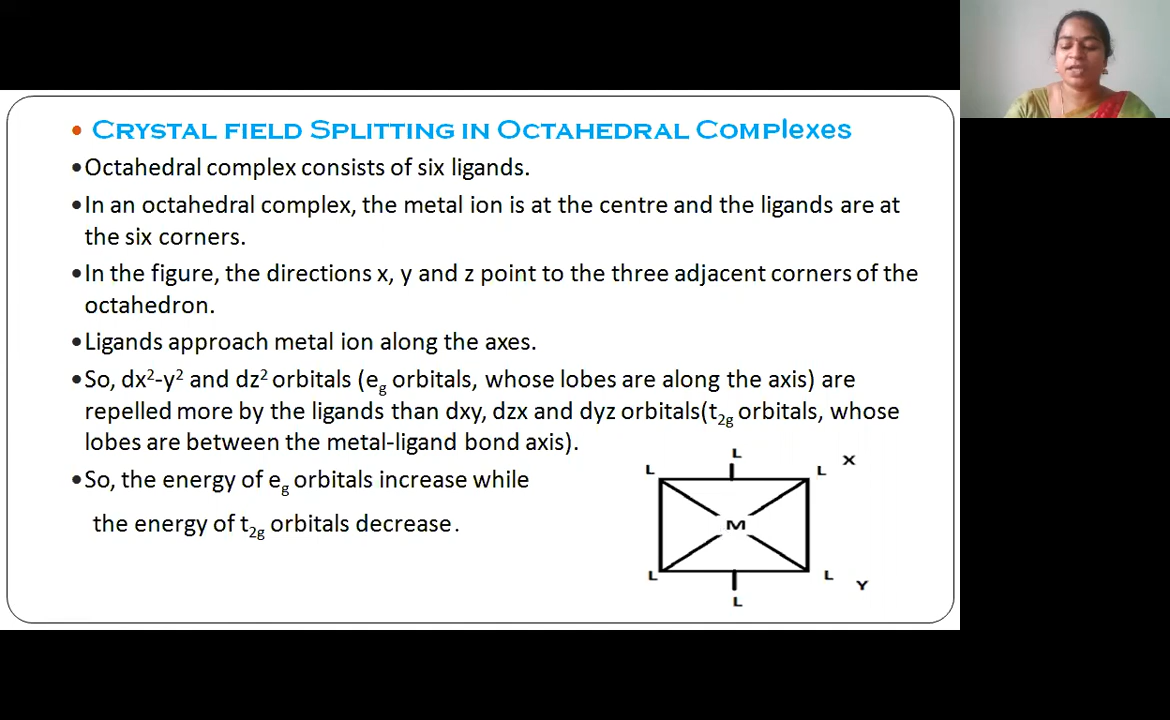 • Crystal field Splitting in Octahedral Complexes
•Octahedral complex consists of six ligands.
•In an octahedral complex, the metal ion is at the centre and the ligands are at
the six corners.
•In the figure, the directions x, y and z point to the three adjacent corners of the
octahedron.
•Ligands approach metal ion along the axes.
•So, dx²-y² and dz² orbitals (eg orbitals, whose lobes are along the axis) are
repelled more by the ligands than dxy, dzx and dyz orbitals(t2g orbitals, whose
lobes are between the metal-ligand bond axis).
•So, the energy of eg orbitals increase while
the energy of t2g orbitals decrease.
L
L
L X
M
L
L Y
L